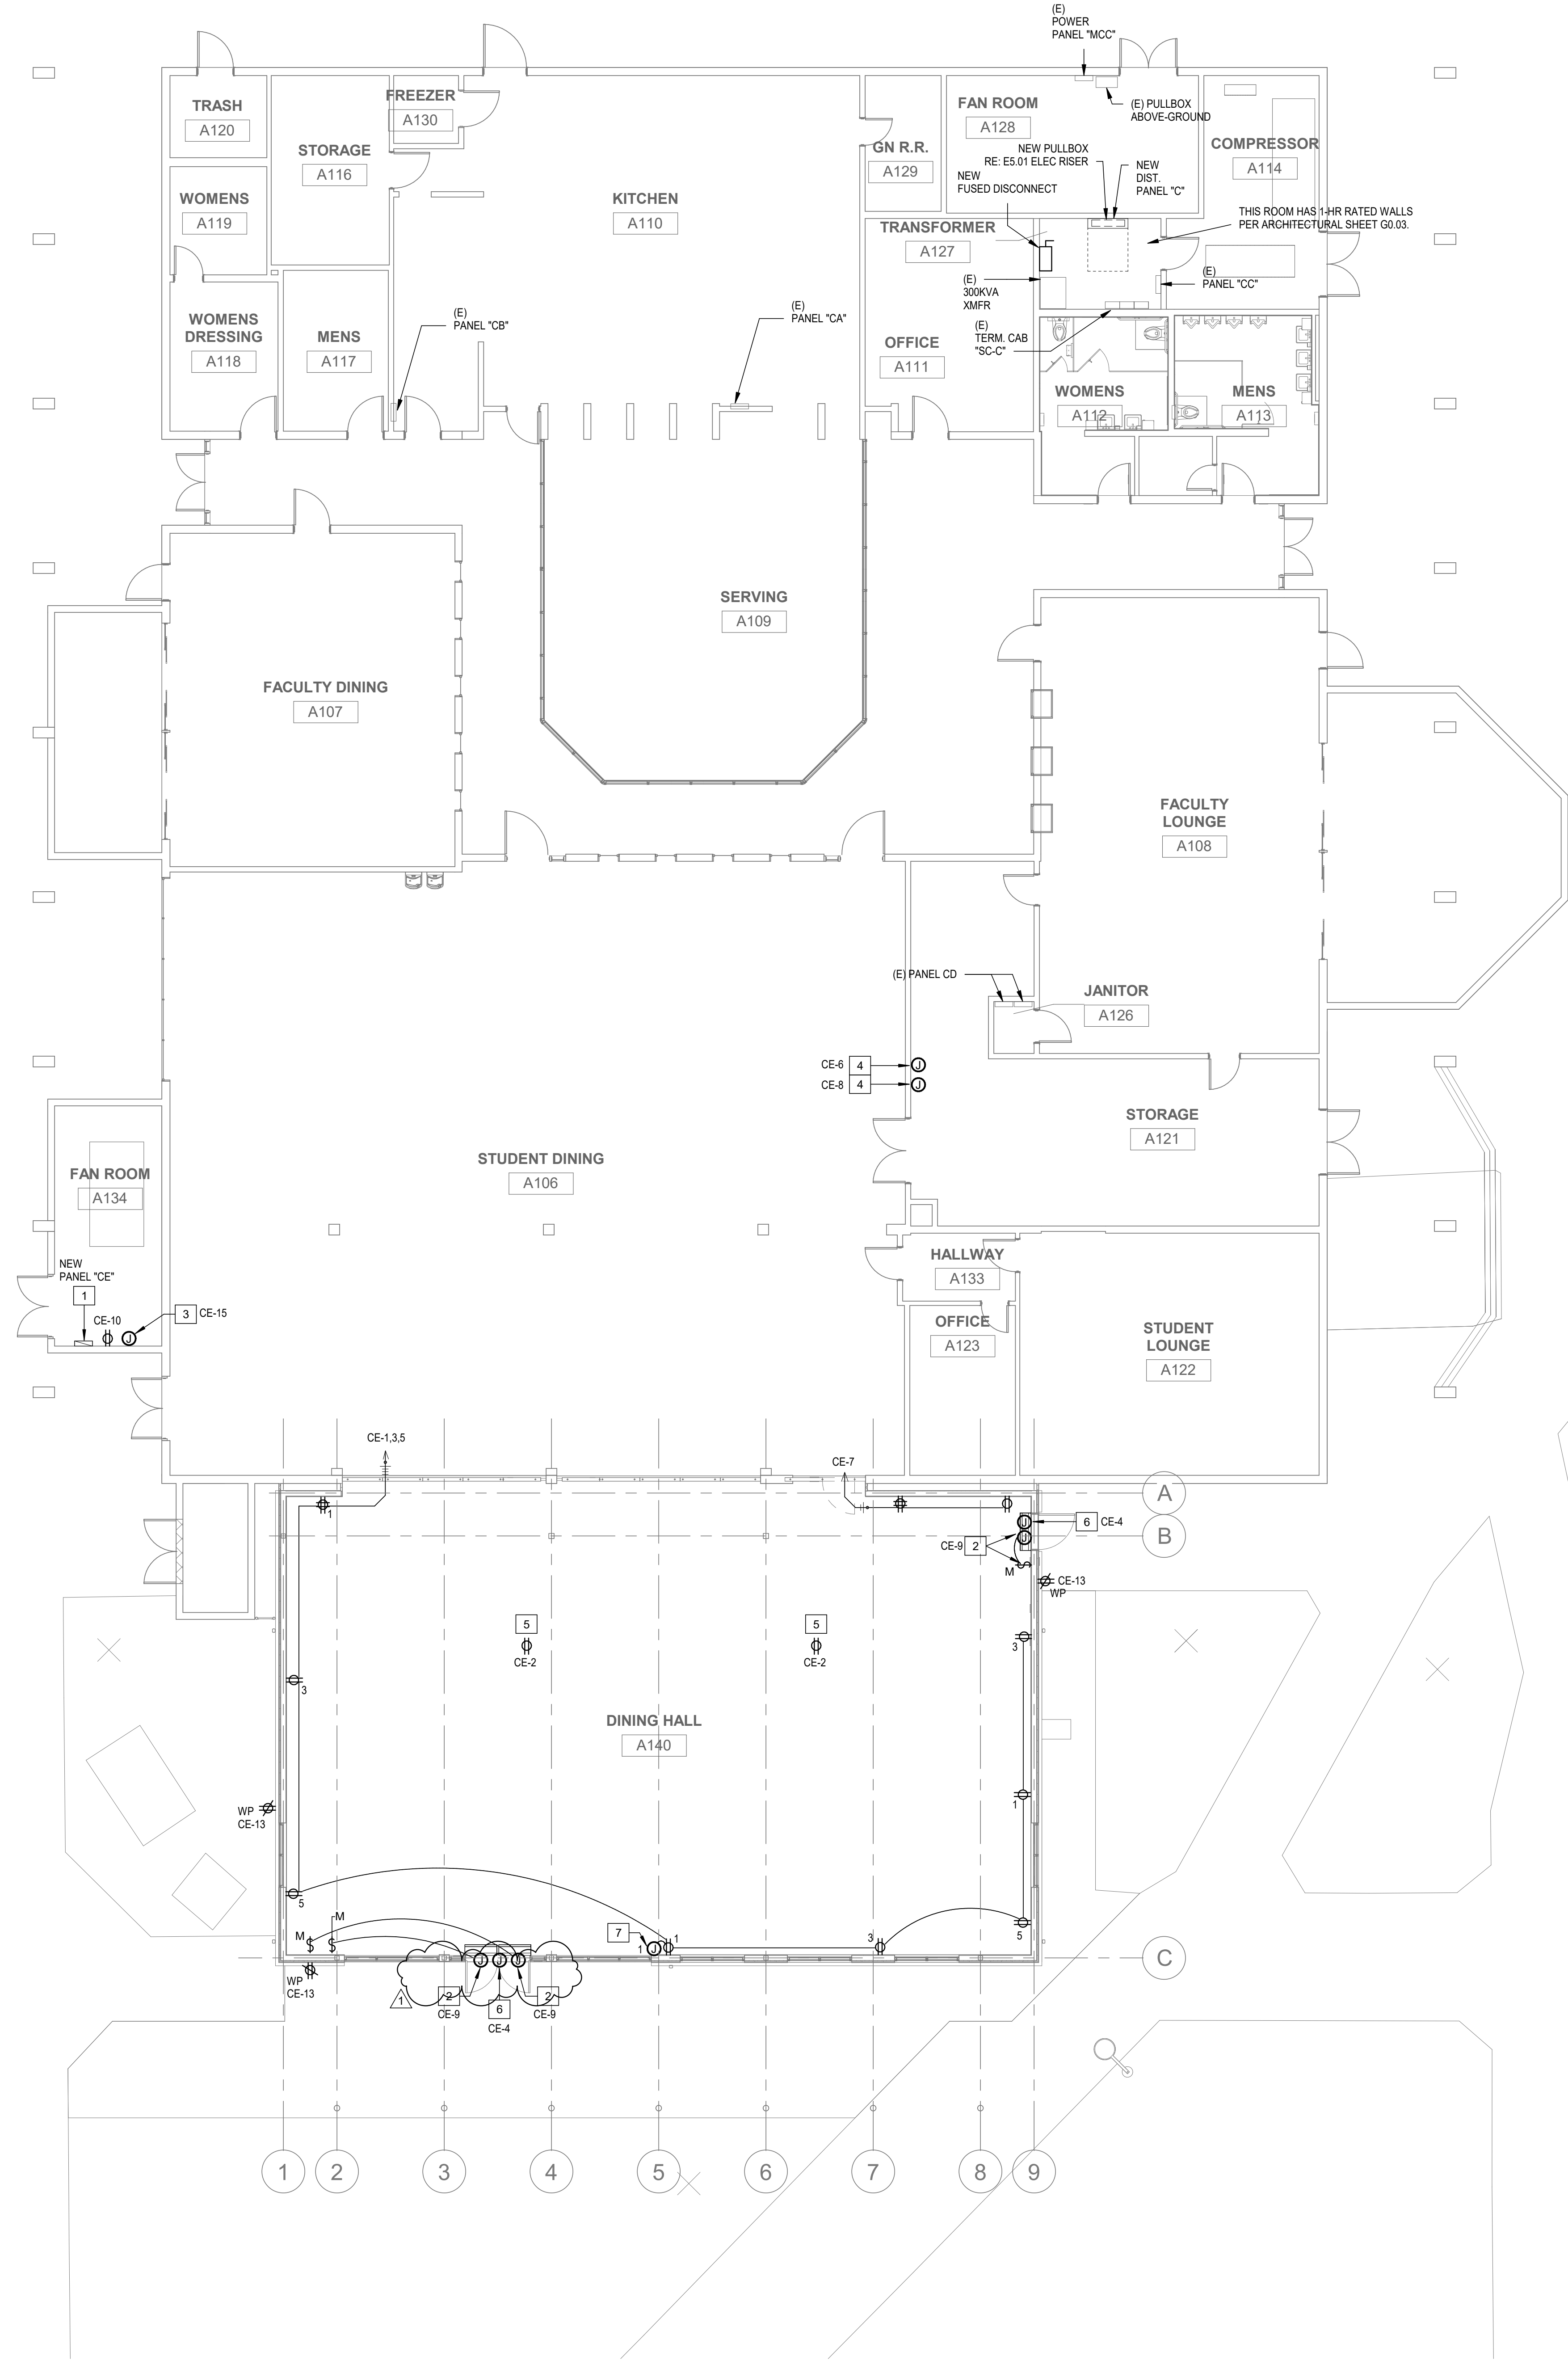 (E)
POWER
PANEL "MCC"
TRASH
A120
FREEZER
A130
FAN ROOM
A128
(E) PULLBOX
ABOVE-GROUND
STORAGE
A116
GN R.R.
A129
NEW PULLBOX
RE: E5.01 ELEC RISER
NEW
DIST.
PANEL "C"
COMPRESSOR
A114
NEW
FUSED DISCONNECT
WOMENS
A119
KITCHEN
A110
TRANSFORMER
A127
THIS ROOM HAS 1-HR RATED WALLS
PER ARCHITECTURAL SHEET G0.03.
(E)
300KVA
XMFR
(E)
PANEL "CC"
WOMENS
DRESSING
A118
MENS
A117
(E)
PANEL "CB"
(E)
PANEL "CA"
(E)
TERM. CAB
"SC-C"
OFFICE
A111
WOMENS
A112
MENS
A113
SERVING
A109
FACULTY DINING
A107
FACULTY
LOUNGE
A108
(E) PANEL CD
JANITOR
A126
CE-6 4 J
CE-8 4 J
STORAGE
A121
STUDENT DINING
A106
FAN ROOM
A134
HALLWAY
A133
NEW
PANEL "CE"
1
CE-10
J
3 CE-15
OFFICE
A123
STUDENT
LOUNGE
A122
CE-1,3,5
CE-7
A
1
J
6 CE-4
B
J
CE-9 2
M
CE-13
WP
5
CE-2
5
CE-2
3
3
DINING HALL
A140
1
WP
CE-13
5
M
M
7
1 J
1
3
5
C
WP
CE-13
J J J
1
2
CE-9
6
CE-4
2
CE-9
1 2 3 4 5 6 7 8 9